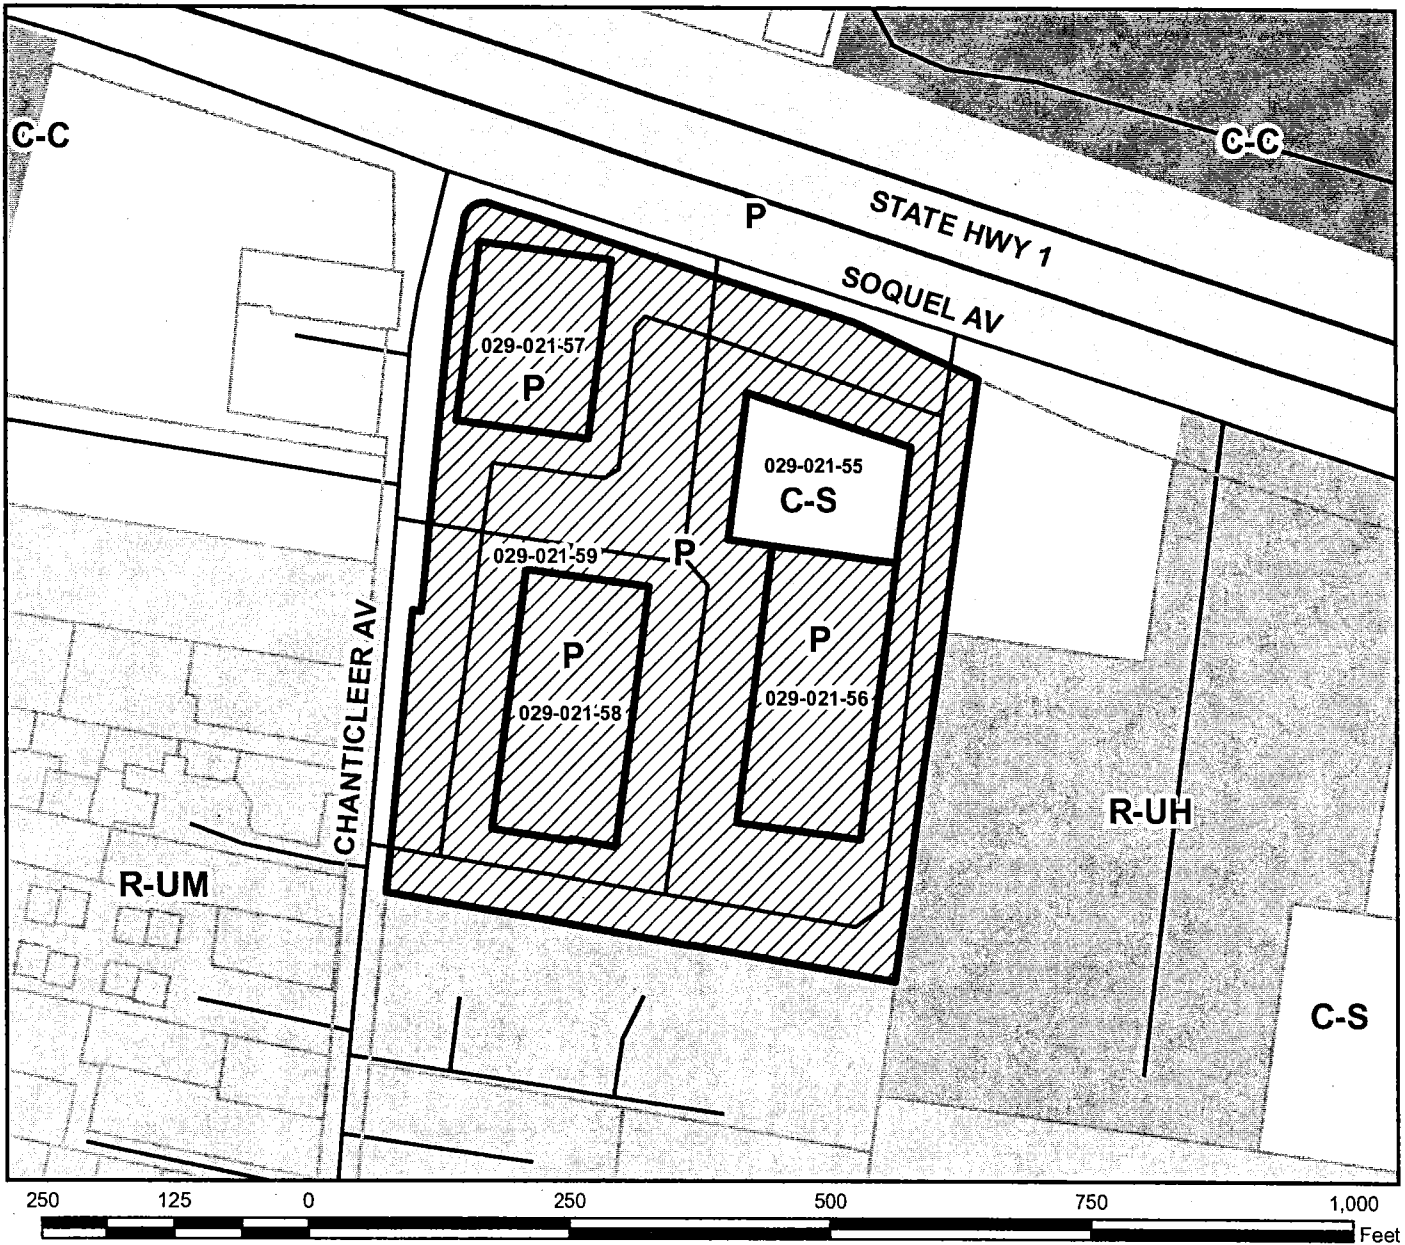 C-C
C-C
P
STATE HWY 1
SOQUEL AV
029-021-57
P
029-021-55
C-S
029-021-59
P
P
029-021-58
P
029-021-56
CHANTICLEER AV
R-UM
R-UH
C-S
250 125 0 250 500 750 1,000
Feet